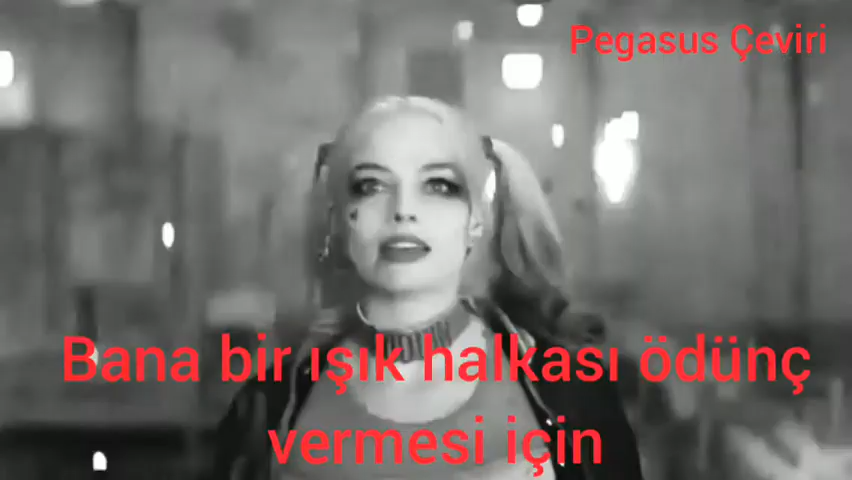 Pegasus Çeviri
Bana bir ışık halkası ödünç
vermesi için